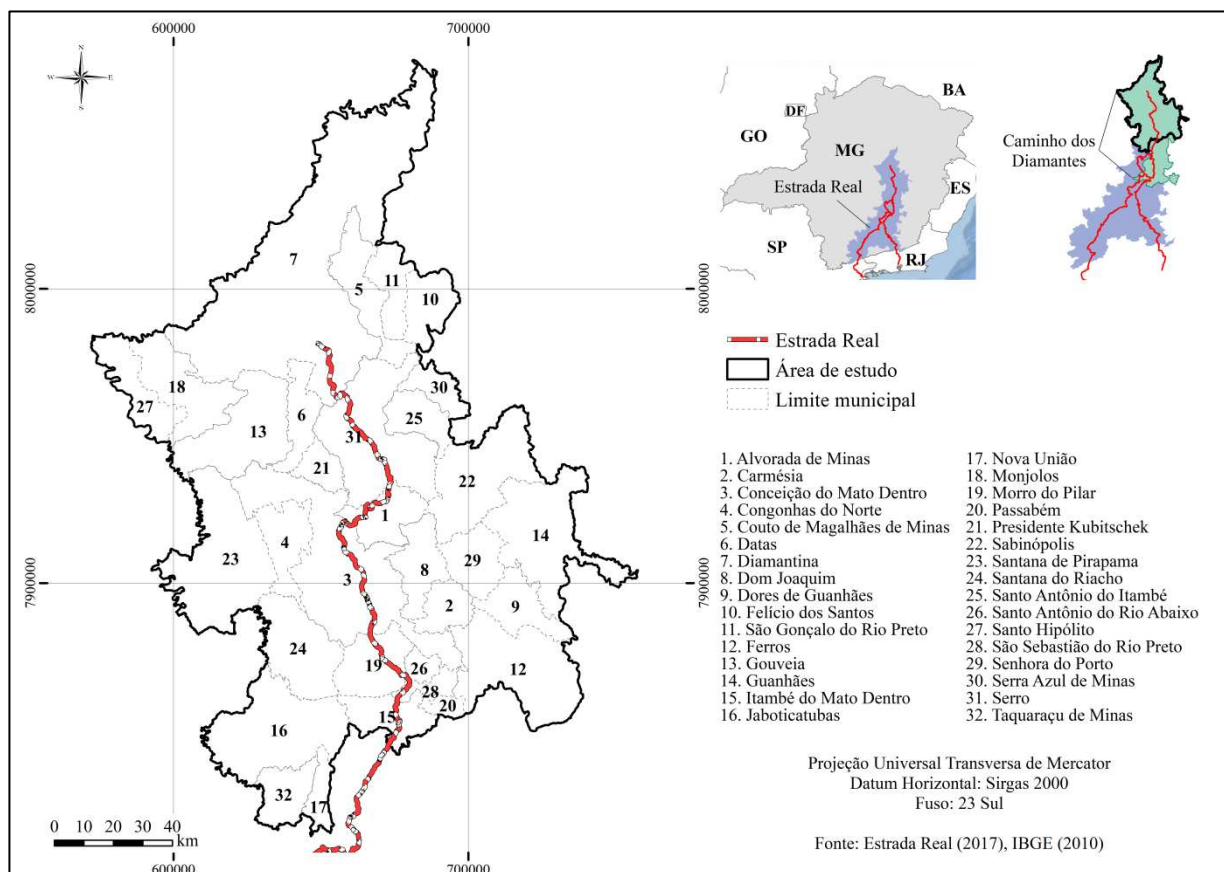 600000
700000
N
W
E
S
8000000
8000000
7900000
7900000
7
5
11
10
18
27
13
6
30
25
31
21
22
1
14
23
4
8
29
3
2
9
24
19
26
12
28
20
15
16
32
17
0 10 20 30 40
km
600000
700000
BA
DF
GO
MG
Estrada Real
ES
SP
RJ
Caminho dos
Diamantes
Estrada Real
Área de estudo
Limite municipal
1. Alvorada de Minas
2. Carmésia
3. Conceição do Mato Dentro
4. Congonhas do Norte
5. Couto de Magalhães de Minas
6. Datas
7. Diamantina
8. Dom Joaquim
9. Dores de Guanhães
10. Felício dos Santos
11. São Gonçalo do Rio Preto
12. Ferros
13. Gouveia
14. Guanhães
15. Itambé do Mato Dentro
16. Jaboticatubas
17. Nova União
18. Monjolos
19. Morro do Pilar
20. Passabém
21. Presidente Kubitschek
22. Sabinópolis
23. Santana de Pirapama
24. Santana do Riacho
25. Santo Antônio do Itambé
26. Santo Antônio do Rio Abaixo
27. Santo Hipólito
28. São Sebastião do Rio Preto
29. Senhora do Porto
30. Serra Azul de Minas
31. Serro
32. Taquaraçu de Minas
Projeção Universal Transversa de Mercator
Datum Horizontal: Sirgas 2000
Fuso: 23 Sul
Fonte: Estrada Real (2017), IBGE (2010)